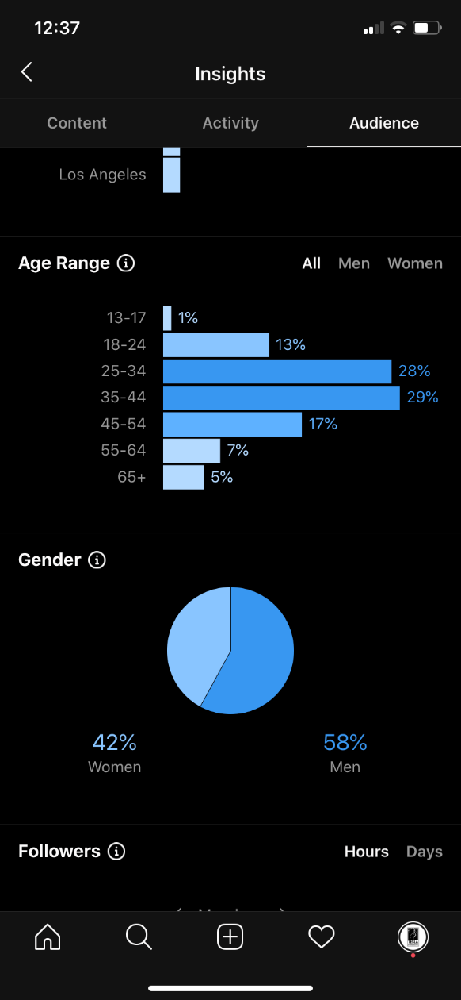 12:37
Insights
Content Activity Audience
Los Angeles
Age Range All Men Women
13-17 1%
18-24 13%
25-34 28%
35-44 29%
45-54 17%
55-64 7%
65+ 5%
Gender
42% 58%
Women Men
Followers Hours Days